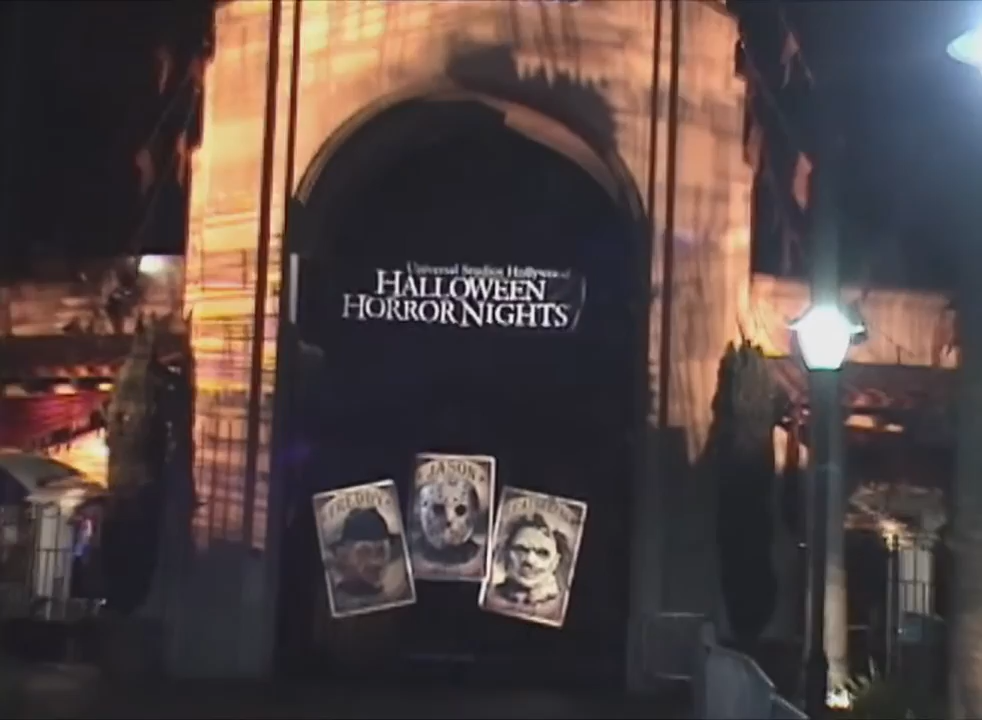 Universal Studios Hollywood
HALLOWEEN
HORROR NIGHTS
FREDDY
JASON